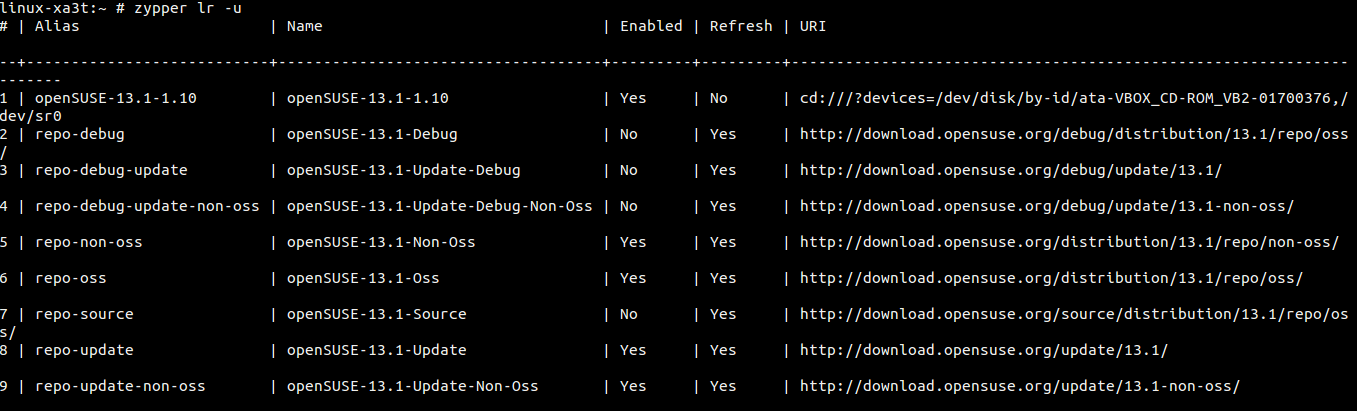 linux-xa3t:~ # zypper lr -u
# | Alias                     | Name                               | Enabled | Refresh | URI
--+---------------------------+------------------------------------+---------+---------+--------------------------------------------------------------
-------
1 | openSUSE-13.1-1.10        | openSUSE-13.1-1.10                 | Yes     | No      | cd:///?devices=/dev/disk/by-id/ata-VBOX_CD-ROM_VB2-01700376,/
dev/sr0
2 | repo-debug                | openSUSE-13.1-Debug                | No      | Yes     | http://download.opensuse.org/debug/distribution/13.1/repo/oss
/
3 | repo-debug-update         | openSUSE-13.1-Update-Debug         | No      | Yes     | http://download.opensuse.org/debug/update/13.1/
4 | repo-debug-update-non-oss | openSUSE-13.1-Update-Debug-Non-Oss | No      | Yes     | http://download.opensuse.org/debug/update/13.1-non-oss/
5 | repo-non-oss              | openSUSE-13.1-Non-Oss              | Yes     | Yes     | http://download.opensuse.org/distribution/13.1/repo/non-oss/
6 | repo-oss                  | openSUSE-13.1-Oss                  | Yes     | Yes     | http://download.opensuse.org/distribution/13.1/repo/oss/
7 | repo-source               | openSUSE-13.1-Source               | No      | Yes     | http://download.opensuse.org/source/distribution/13.1/repo/os
s/
8 | repo-update               | openSUSE-13.1-Update               | Yes     | Yes     | http://download.opensuse.org/update/13.1/
9 | repo-update-non-oss       | openSUSE-13.1-Update-Non-Oss       | Yes     | Yes     | http://download.opensuse.org/update/13.1-non-oss/